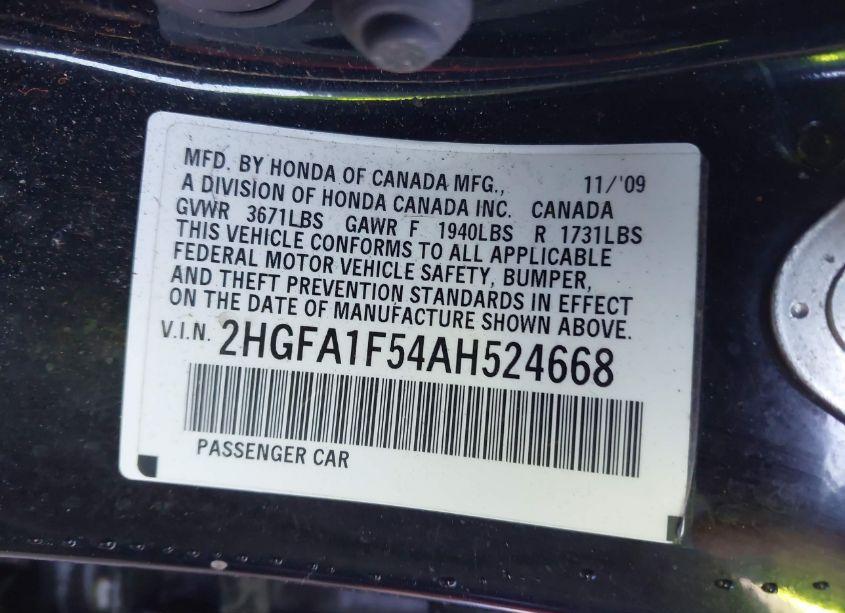 MFD. BY HONDA OF CANADA MFG., 11/'09
A DIVISION OF HONDA CANADA INC. CANADA
GVWR 3671LBS GAWR F 1940LBS R 1731LBS
THIS VEHICLE CONFORMS TO ALL APPLICABLE
FEDERAL MOTOR VEHICLE SAFETY, BUMPER,
AND THEFT PREVENTION STANDARDS IN EFFECT
ON THE DATE OF MANUFACTURE SHOWN ABOVE.
V.I.N. 2HGFA1F54AH524668
PASSENGER CAR